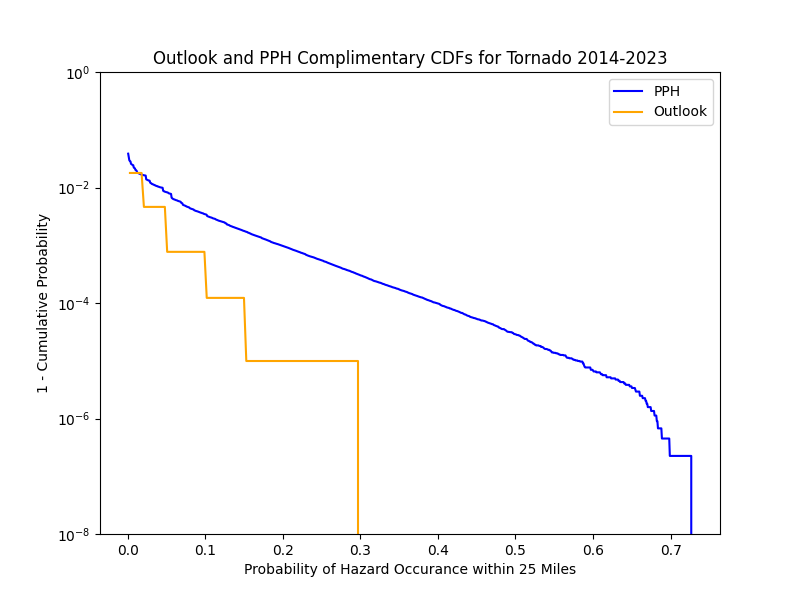 Outlook and PPH Complimentary CDFs for Tornado 2014-2023
PPH
Outlook
10⁰
10⁻²
10⁻⁴
10⁻⁶
10⁻⁸
1 - Cumulative Probability
0.0 0.1 0.2 0.3 0.4 0.5 0.6 0.7
Probability of Hazard Occurance within 25 Miles